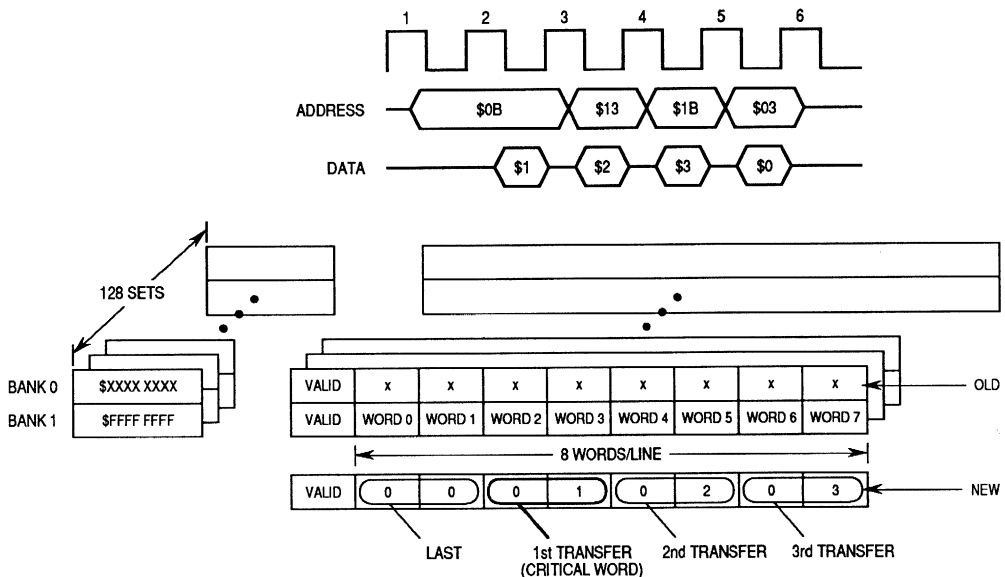 1 2 3 4 5 6
ADDRESS $0B $13 $1B $03
DATA $1 $2 $3 $0
128 SETS
BANK 0 $XXXX XXXX VALID x x x x x x x x OLD
BANK 1 $FFFF FFFF VALID WORD 0 WORD 1 WORD 2 WORD 3 WORD 4 WORD 5 WORD 6 WORD 7
8 WORDS/LINE
VALID 0 0 0 1 0 2 0 3 NEW
LAST 1st TRANSFER 2nd TRANSFER 3rd TRANSFER
(CRITICAL WORD)